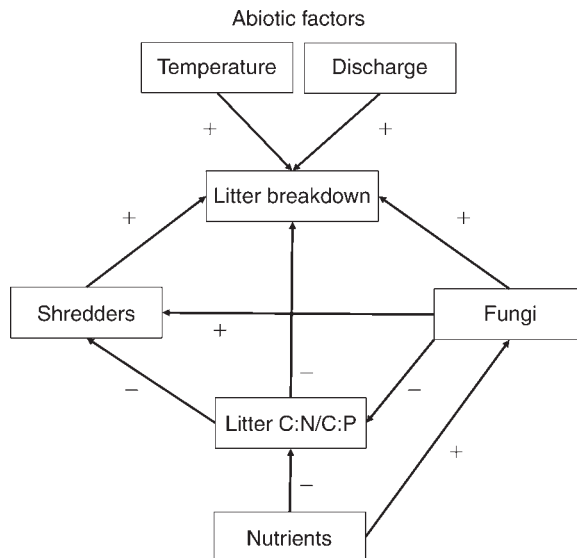 Abiotic factors
Temperature
Discharge
+
+
Litter breakdown
+
+
Shredders
+
Fungi
−
−
−
Litter C:N/C:P
+
−
Nutrients